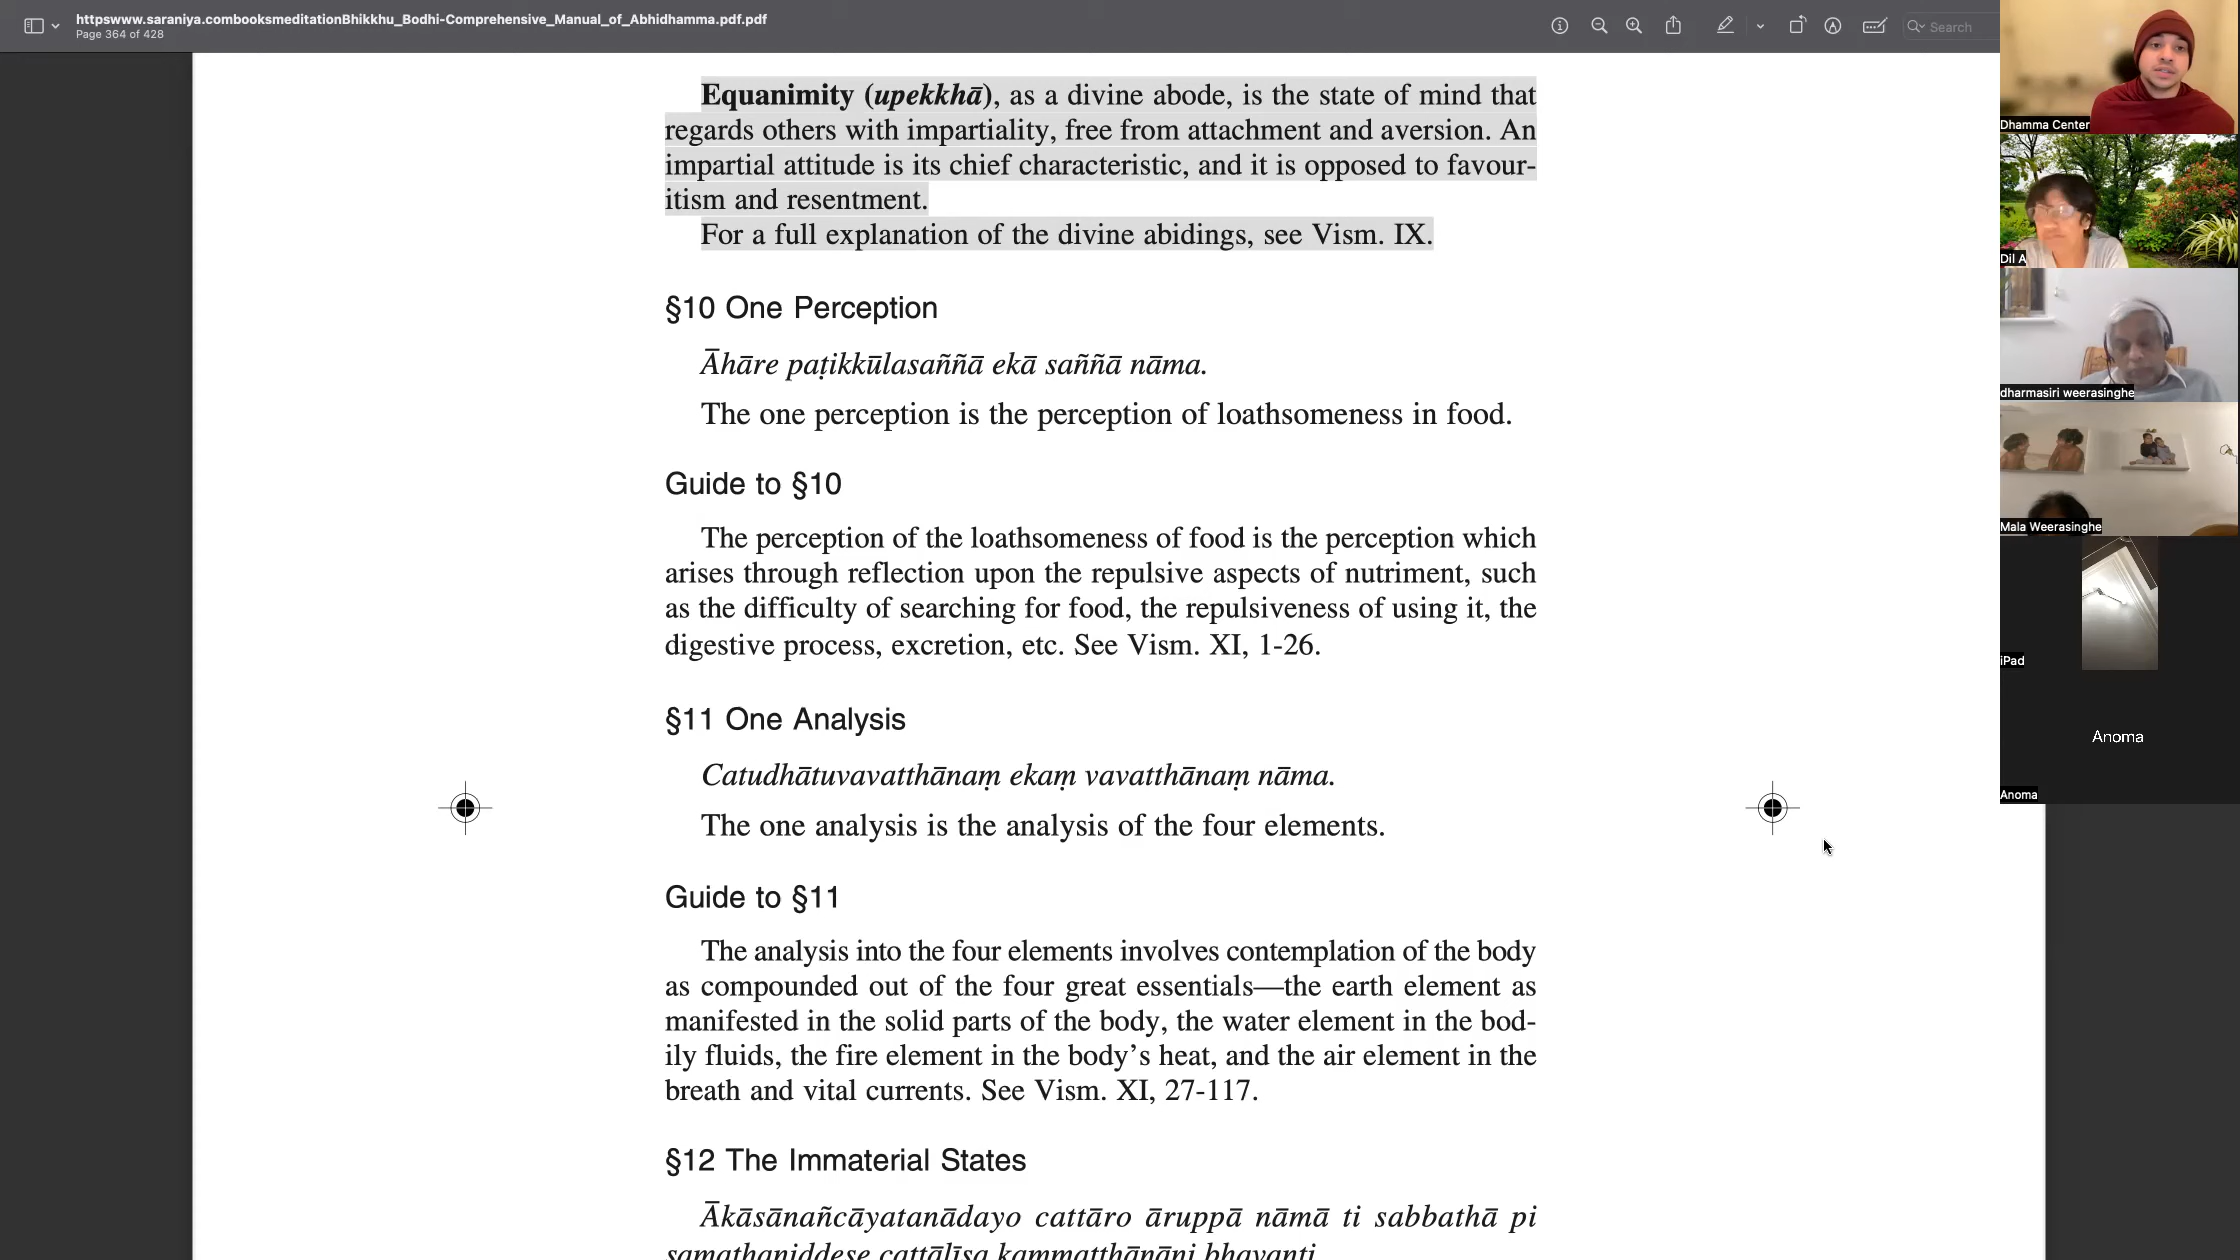 httpswww.saraniya.combooksmeditationBhikkhu_Bodhi-Comprehensive_Manual_of_Abhidhamma.pdf.pdf
Page 364 of 428
Search
Equanimity (upekkhā), as a divine abode, is the state of mind that
regards others with impartiality, free from attachment and aversion. An
impartial attitude is its chief characteristic, and it is opposed to favour-
itism and resentment.
For a full explanation of the divine abidings, see Vism. IX.
§10 One Perception
Āhāre paṭikkūlasaññā ekā saññā nāma.
The one perception is the perception of loathsomeness in food.
Guide to §10
The perception of the loathsomeness of food is the perception which
arises through reflection upon the repulsive aspects of nutriment, such
as the difficulty of searching for food, the repulsiveness of using it, the
digestive process, excretion, etc. See Vism. XI, 1-26.
§11 One Analysis
Catudhātuvavatthānaṃ ekaṃ vavatthānaṃ nāma.
The one analysis is the analysis of the four elements.
Guide to §11
The analysis into the four elements involves contemplation of the body
as compounded out of the four great essentials—the earth element as
manifested in the solid parts of the body, the water element in the bod-
ily fluids, the fire element in the body's heat, and the air element in the
breath and vital currents. See Vism. XI, 27-117.
§12 The Immaterial States
Ākāsānañcāyatanādayo cattāro āruppā nāmā ti sabbathā pi
samathaniddese cattāḷīsa kammaṭṭhānāni bhavanti
Dhamma Center
Dil A
dharmasiri weerasinghe
Mala Weerasinghe
iPad
Anoma
Anoma